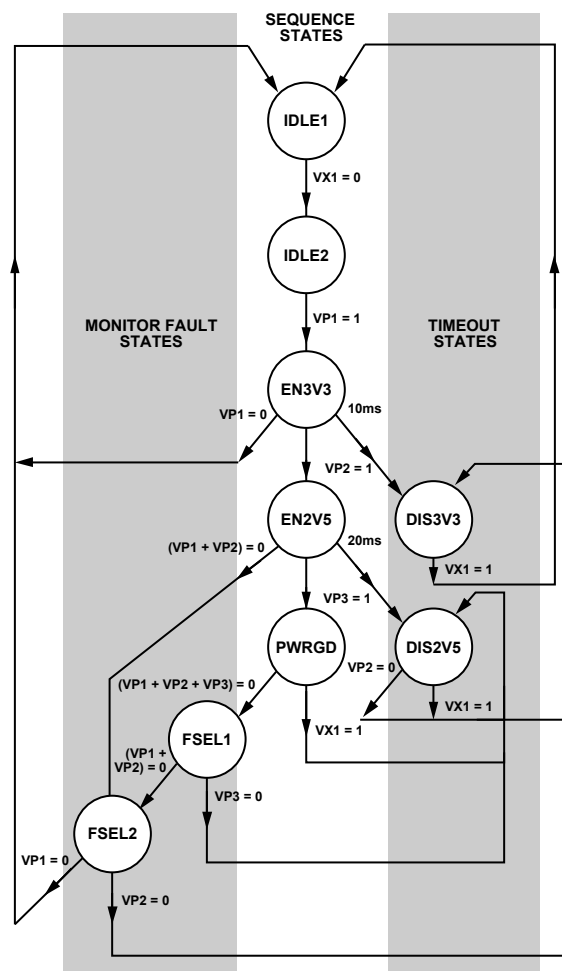 SEQUENCE
STATES
IDLE1
VX1 = 0
IDLE2
VP1 = 1
MONITOR FAULT
STATES
TIMEOUT
STATES
EN3V3
VP1 = 0
10ms
VP2 = 1
EN2V5
DIS3V3
(VP1 + VP2) = 0
20ms
VX1 = 1
VP3 = 1
PWRGD
DIS2V5
VP2 = 0
(VP1 + VP2 + VP3) = 0
VX1 = 1
VX1 = 1
FSEL1
(VP1 +
VP2) = 0
VP3 = 0
FSEL2
VP1 = 0
VP2 = 0